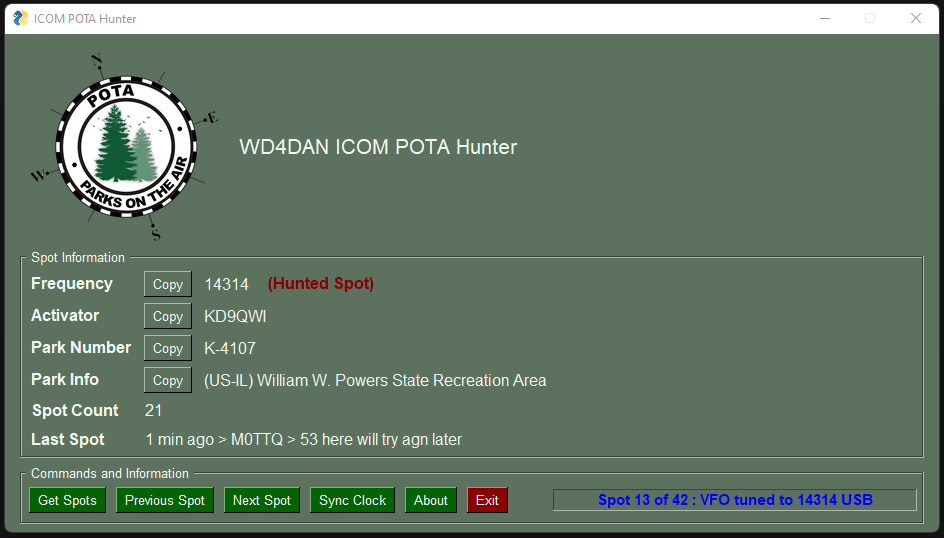 ICOM POTA Hunter
N
E
W
S
POTA
PARKS ON THE AIR
WD4DAN ICOM POTA Hunter
Spot Information
Frequency Copy 14314 (Hunted Spot)
Activator Copy KD9QWI
Park Number Copy K-4107
Park Info Copy (US-IL) William W. Powers State Recreation Area
Spot Count 21
Last Spot 1 min ago > M0TTQ > 53 here will try agn later
Commands and Information
Get Spots Previous Spot Next Spot Sync Clock About Exit Spot 13 of 42 : VFO tuned to 14314 USB